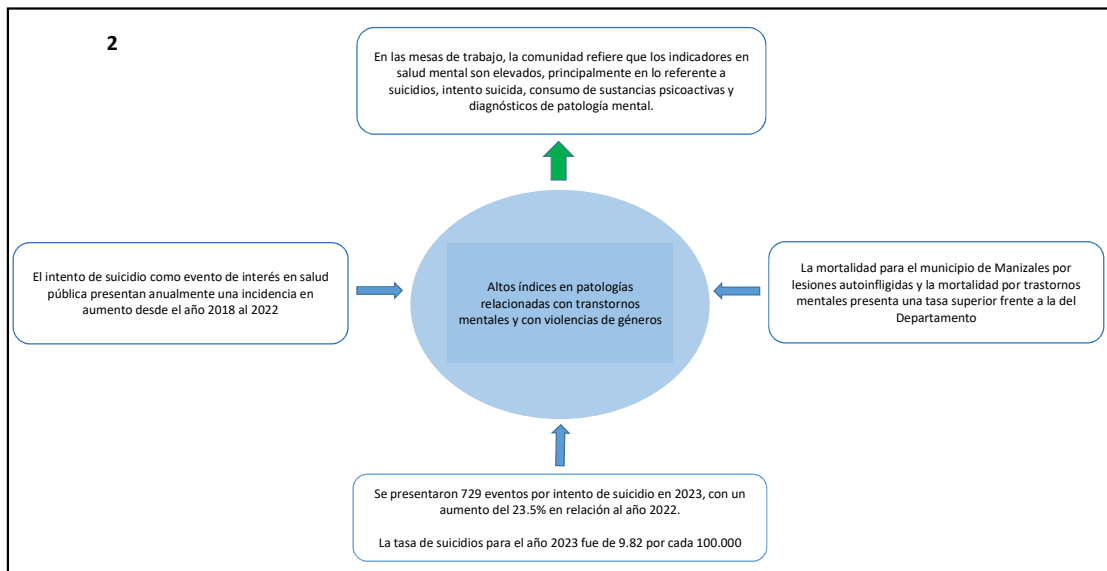 2
En las mesas de trabajo, la comunidad refiere que los indicadores en
salud mental son elevados, principalmente en lo referente a
suicidios, intento suicida, consumo de sustancias psicoactivas y
diagnósticos de patología mental.
El intento de suicidio como evento de interés en salud
pública presentan anualmente una incidencia en
aumento desde el año 2018 al 2022
Altos índices en patologías
relacionadas con transtornos
mentales y con violencias de géneros
La mortalidad para el municipio de Manizales por
lesiones autoinfligidas y la mortalidad por trastornos
mentales presenta una tasa superior frente a la del
Departamento
Se presentaron 729 eventos por intento de suicidio en 2023, con un
aumento del 23.5% en relación al año 2022.
La tasa de suicidios para el año 2023 fue de 9.82 por cada 100.000